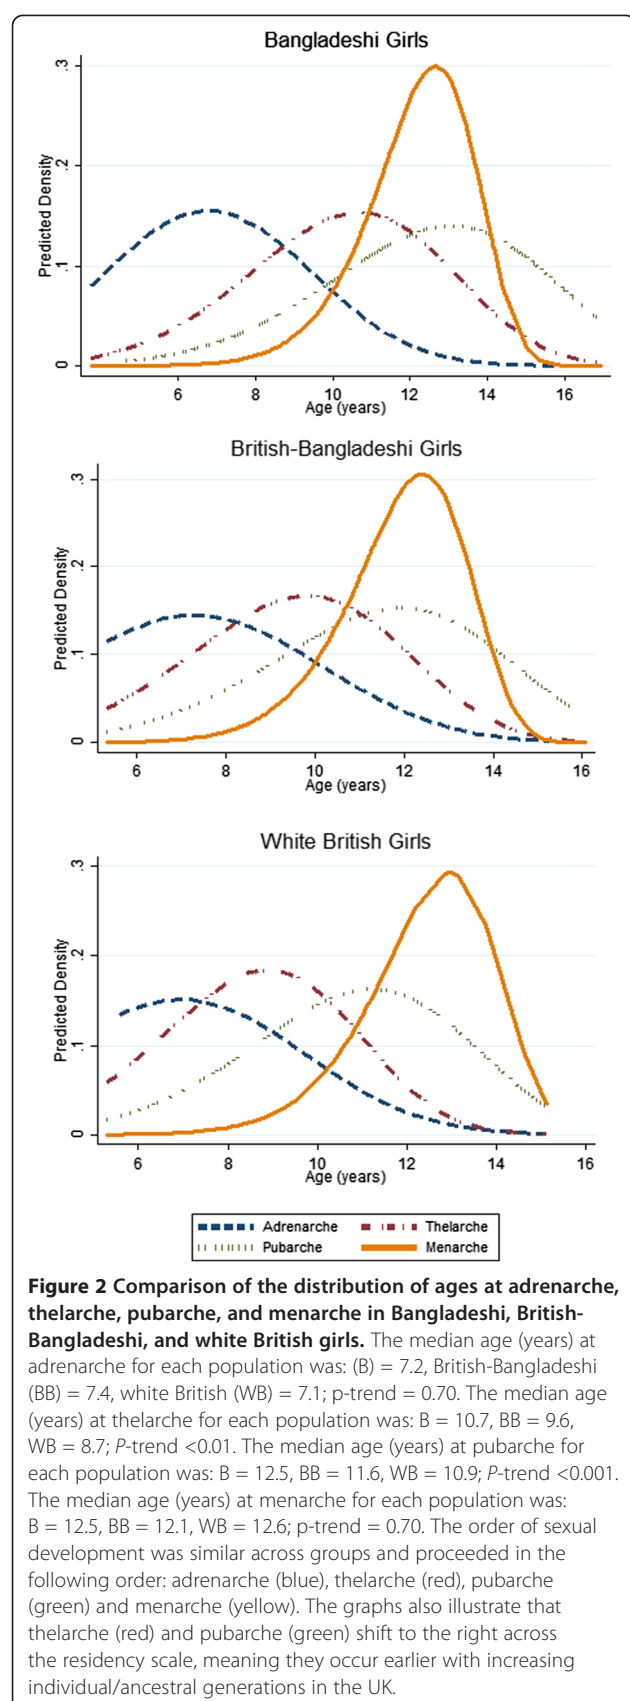 Bangladeshi Girls
.3
.2
.1
0
Predicted Density
6 8 10 12 14 16
Age (years)
British-Bangladeshi Girls
.3
.2
.1
0
Predicted Density
6 8 10 12 14 16
Age (years)
White British Girls
.3
.2
.1
0
Predicted Density
6 8 10 12 14 16
Age (years)
Adrenarche Thelarche
Pubarche Menarche
Figure 2 Comparison of the distribution of ages at adrenarche,
thelarche, pubarche, and menarche in Bangladeshi, British-
Bangladeshi, and white British girls. The median age (years) at
adrenarche for each population was: (B) = 7.2, British-Bangladeshi
(BB) = 7.4, white British (WB) = 7.1; p-trend = 0.70. The median age
(years) at thelarche for each population was: B = 10.7, BB = 9.6,
WB = 8.7; P-trend <0.01. The median age (years) at pubarche for
each population was: B = 12.5, BB = 11.6, WB = 10.9; P-trend <0.001.
The median age (years) at menarche for each population was:
B = 12.5, BB = 12.1, WB = 12.6; p-trend = 0.70. The order of sexual
development was similar across groups and proceeded in the
following order: adrenarche (blue), thelarche (red), pubarche
(green) and menarche (yellow). The graphs also illustrate that
thelarche (red) and pubarche (green) shift to the right across
the residency scale, meaning they occur earlier with increasing
individual/ancestral generations in the UK.